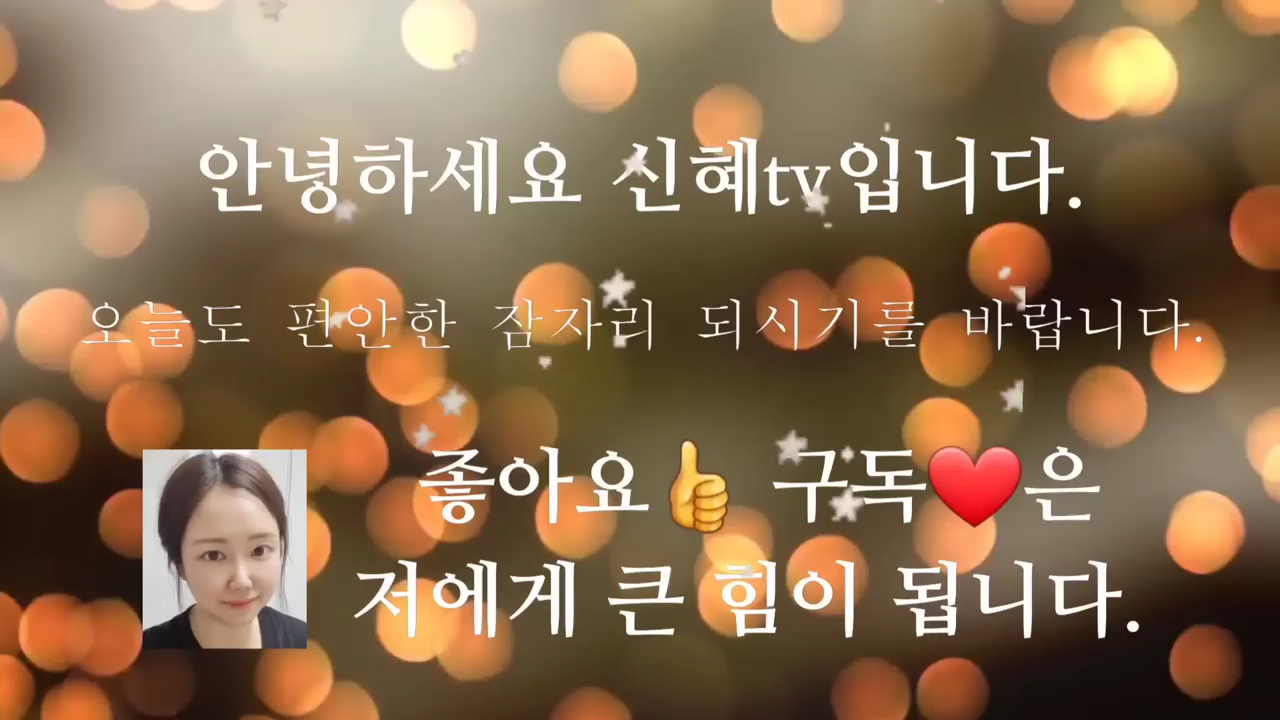 안녕하세요 신혜tv입니다.
오늘도 편안한 잠자리 되시기를 바랍니다.
좋아요👍 구독❤️은
저에게 큰 힘이 됩니다.